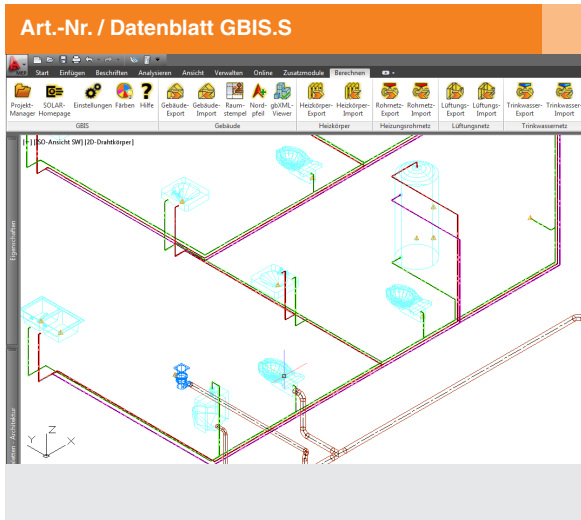 Art.-Nr. / Datenblatt GBIS.S
Start Einfügen Beschriften Analysieren Ansicht Verwalten Online Zusatzmodule Berechnen
Projekt-Manager SOLAR-Homepage Einstellungen Farben Hilfe Gebäude-Export Gebäude-Import Raum-stempel Nord-pfeil gbXML-Viewer Heizkörper-Export Heizkörper-Import Rohrnetz-Export Rohrnetz-Import Lüftungs-Export Lüftungs-Import Trinkwasser-Export Trinkwasser-Import
GBIS Gebäude Heizkörper Heizungsrohrnetz Lüftungsnetz Trinkwassernetz
[+] [ISO-Ansicht SW] [2D-Drahtkörper]
Eigenschaften
Architektur
Z
Y X